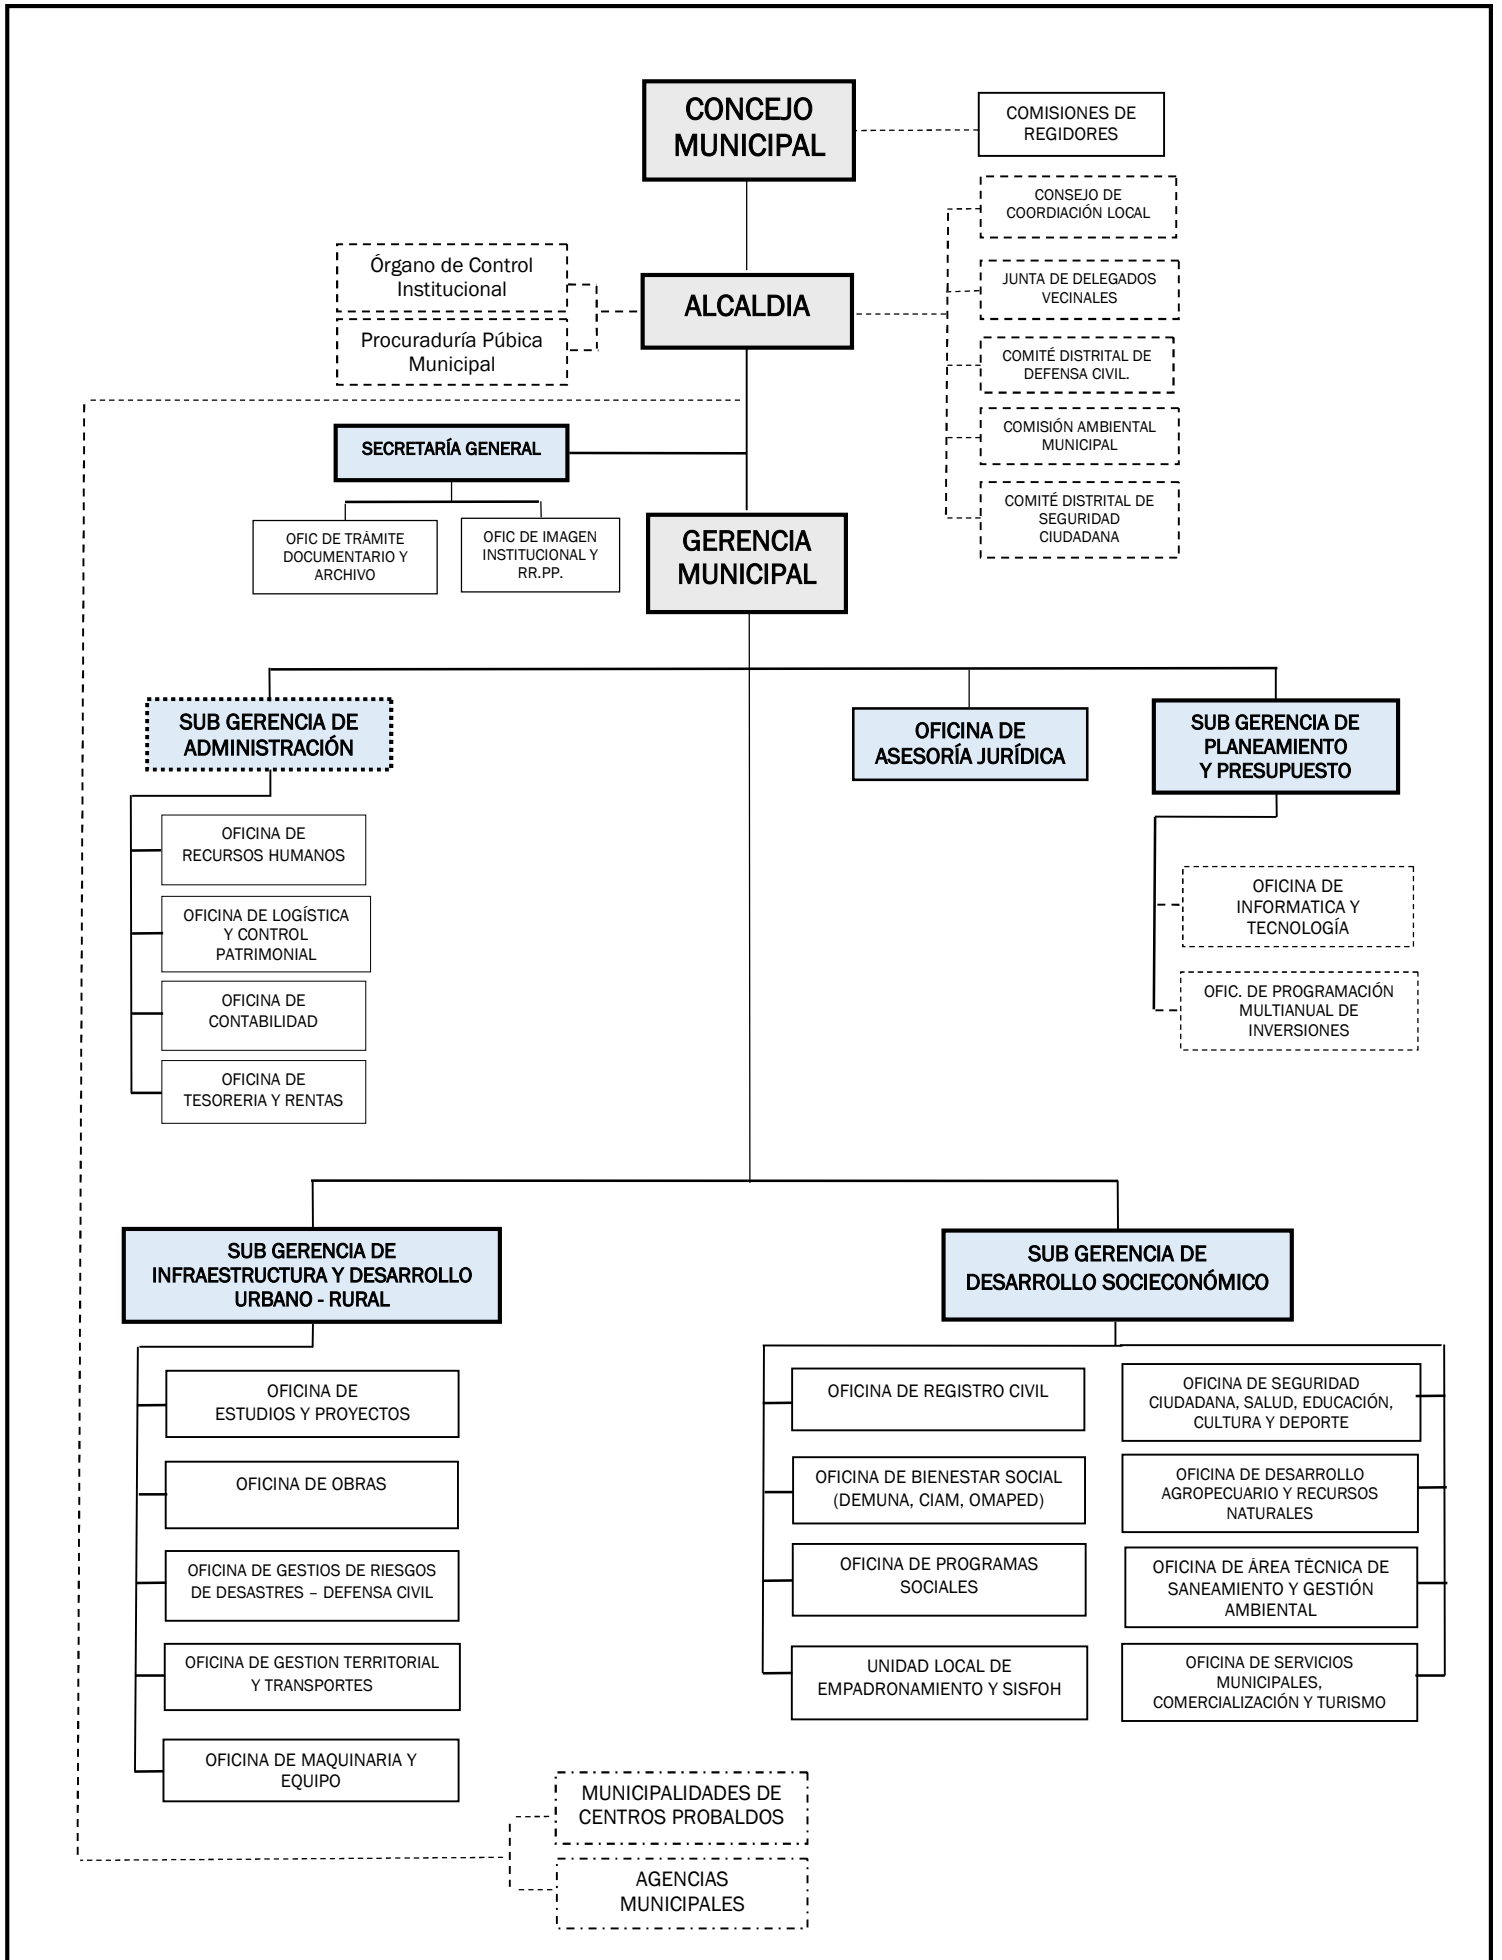 CONCEJO
MUNICIPAL
COMISIONES DE
REGIDORES
CONSEJO DE
COORDIACIÓN LOCAL
Órgano de Control
Institucional
JUNTA DE DELEGADOS
VECINALES
ALCALDIA
Procuraduría Púbica
Municipal
COMITÉ DISTRITAL DE
DEFENSA CIVIL.
COMISIÓN AMBIENTAL
MUNICIPAL
SECRETARÍA GENERAL
COMITÉ DISTRITAL DE
SEGURIDAD
CIUDADANA
OFIC DE TRÁMITE
DOCUMENTARIO Y
ARCHIVO
OFIC DE IMAGEN
INSTITUCIONAL Y
RR.PP.
GERENCIA
MUNICIPAL
SUB GERENCIA DE
ADMINISTRACIÓN
OFICINA DE
ASESORÍA JURÍDICA
SUB GERENCIA DE
PLANEAMIENTO
Y PRESUPUESTO
OFICINA DE
RECURSOS HUMANOS
OFICINA DE LOGÍSTICA
Y CONTROL
PATRIMONIAL
OFICINA DE
CONTABILIDAD
OFICINA DE
TESORERIA Y RENTAS
OFICINA DE
INFORMATICA Y
TECNOLOGÍA
OFIC. DE PROGRAMACIÓN
MULTIANUAL DE
INVERSIONES
SUB GERENCIA DE
INFRAESTRUCTURA Y DESARROLLO
URBANO - RURAL
SUB GERENCIA DE
DESARROLLO SOCIECONÓMICO
OFICINA DE
ESTUDIOS Y PROYECTOS
OFICINA DE OBRAS
OFICINA DE GESTIOS DE RIESGOS
DE DESASTRES – DEFENSA CIVIL
OFICINA DE GESTION TERRITORIAL
Y TRANSPORTES
OFICINA DE MAQUINARIA Y
EQUIPO
OFICINA DE REGISTRO CIVIL
OFICINA DE BIENESTAR SOCIAL
(DEMUNA, CIAM, OMAPED)
OFICINA DE PROGRAMAS
SOCIALES
UNIDAD LOCAL DE
EMPADRONAMIENTO Y SISFOH
OFICINA DE SEGURIDAD
CIUDADANA, SALUD, EDUCACIÓN,
CULTURA Y DEPORTE
OFICINA DE DESARROLLO
AGROPECUARIO Y RECURSOS
NATURALES
OFICINA DE ÁREA TÉCNICA DE
SANEAMIENTO Y GESTIÓN
AMBIENTAL
OFICINA DE SERVICIOS
MUNICIPALES,
COMERCIALIZACIÓN Y TURISMO
MUNICIPALIDADES DE
CENTROS PROBALDOS
AGENCIAS
MUNICIPALES